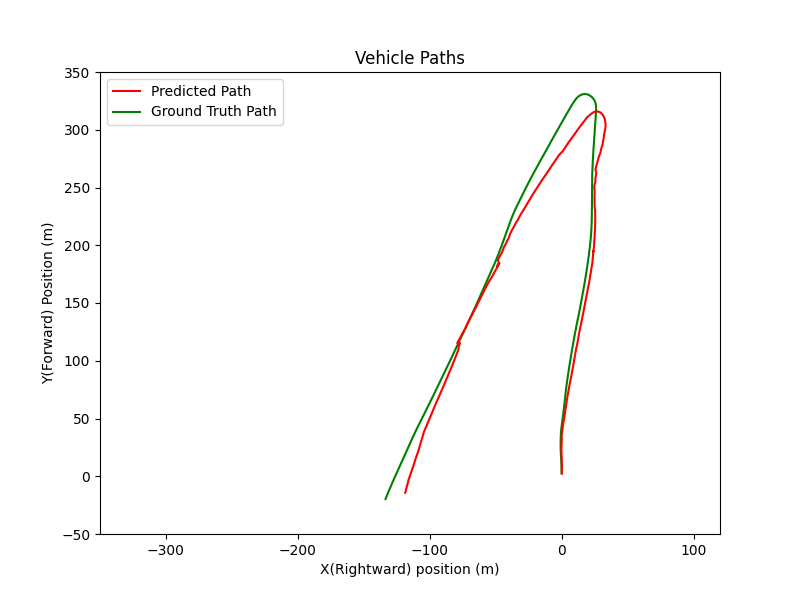 Vehicle Paths
Predicted Path
Ground Truth Path
350
300
250
200
150
100
50
0
−50
Y(Forward) Position (m)
−300
−200
−100
0
100
X(Rightward) position (m)